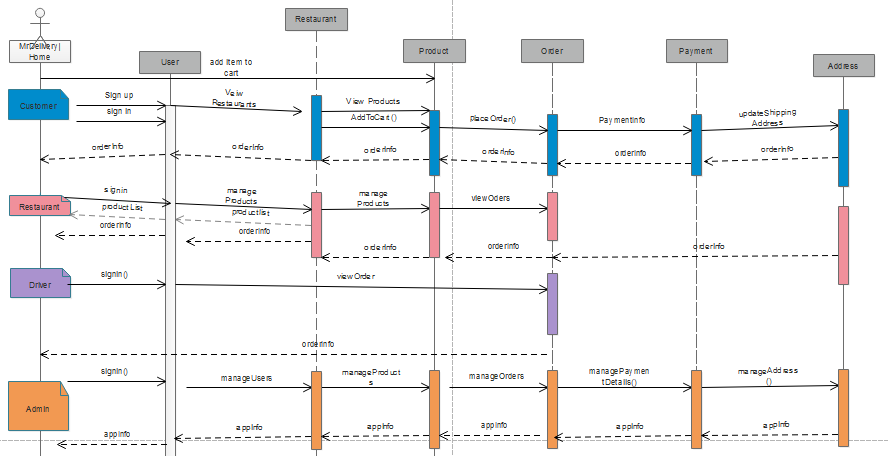 Restaurant
MrDelivery|
Home
Product
Order
Payment
User
Address
add item to
cart
Customer
Sign up
sign in
Veiw
Restaurants
View Products
AddToCart()
placeOrder()
PaymentInfo
updateShipping
Address
orderInfo
orderInfo
orderInfo
orderInfo
orderInfo
orderInfo
Restaurant
signin
manage
Products
manage
Products
viewOders
productList
productlist
orderInfo
orderInfo
orderInfo
orderInfo
orderInfo
Driver
signIn()
viewOrder
orderInfo
Admin
signIn()
manageUsers
manageProduct
s
manageOrders
managePaymen
tDetails()
manageAddress
()
appInfo
appInfo
appInfo
appInfo
appInfo
appInfo